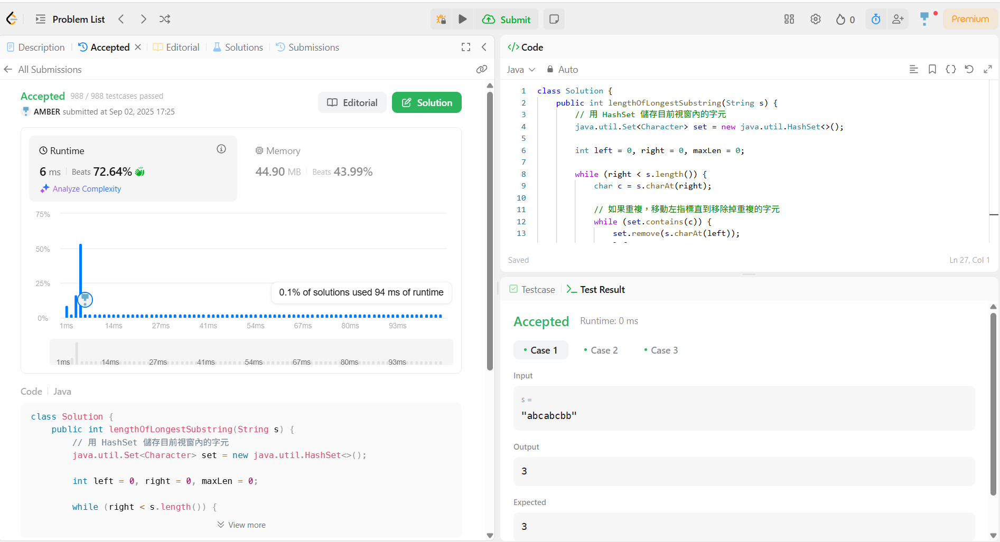 Problem List
Submit
0
Premium
Description
Accepted
Editorial
Solutions
Submissions
All Submissions
Accepted 988 / 988 testcases passed
AMBER submitted at Sep 02, 2025 17:25
Editorial
Solution
Runtime
6 ms Beats 72.64%
Analyze Complexity
Memory
44.90 MB Beats 43.99%
75%
50%
25%
0%
0.1% of solutions used 94 ms of runtime
1ms 14ms 27ms 41ms 54ms 67ms 80ms 93ms
1ms 14ms 27ms 41ms 54ms 67ms 80ms 93ms
Code Java
class Solution {
public int lengthOfLongestSubstring(String s) {
// 用 HashSet 儲存目前視窗內的字元
java.util.Set<Character> set = new java.util.HashSet<>();
int left = 0, right = 0, maxLen = 0;
while (right < s.length()) {
View more
</> Code
Java Auto
1 class Solution {
2 public int lengthOfLongestSubstring(String s) {
3 // 用 HashSet 儲存目前視窗內的字元
4 java.util.Set<Character> set = new java.util.HashSet<>();
5
6 int left = 0, right = 0, maxLen = 0;
7
8 while (right < s.length()) {
9 char c = s.charAt(right);
10
11 // 如果重複，移動左指標直到移除掉重複的字元
12 while (set.contains(c)) {
13 set.remove(s.charAt(left));
Saved
Ln 27, Col 1
Testcase
Test Result
Accepted Runtime: 0 ms
Case 1
Case 2
Case 3
Input
s =
"abcabcbb"
Output
3
Expected
3